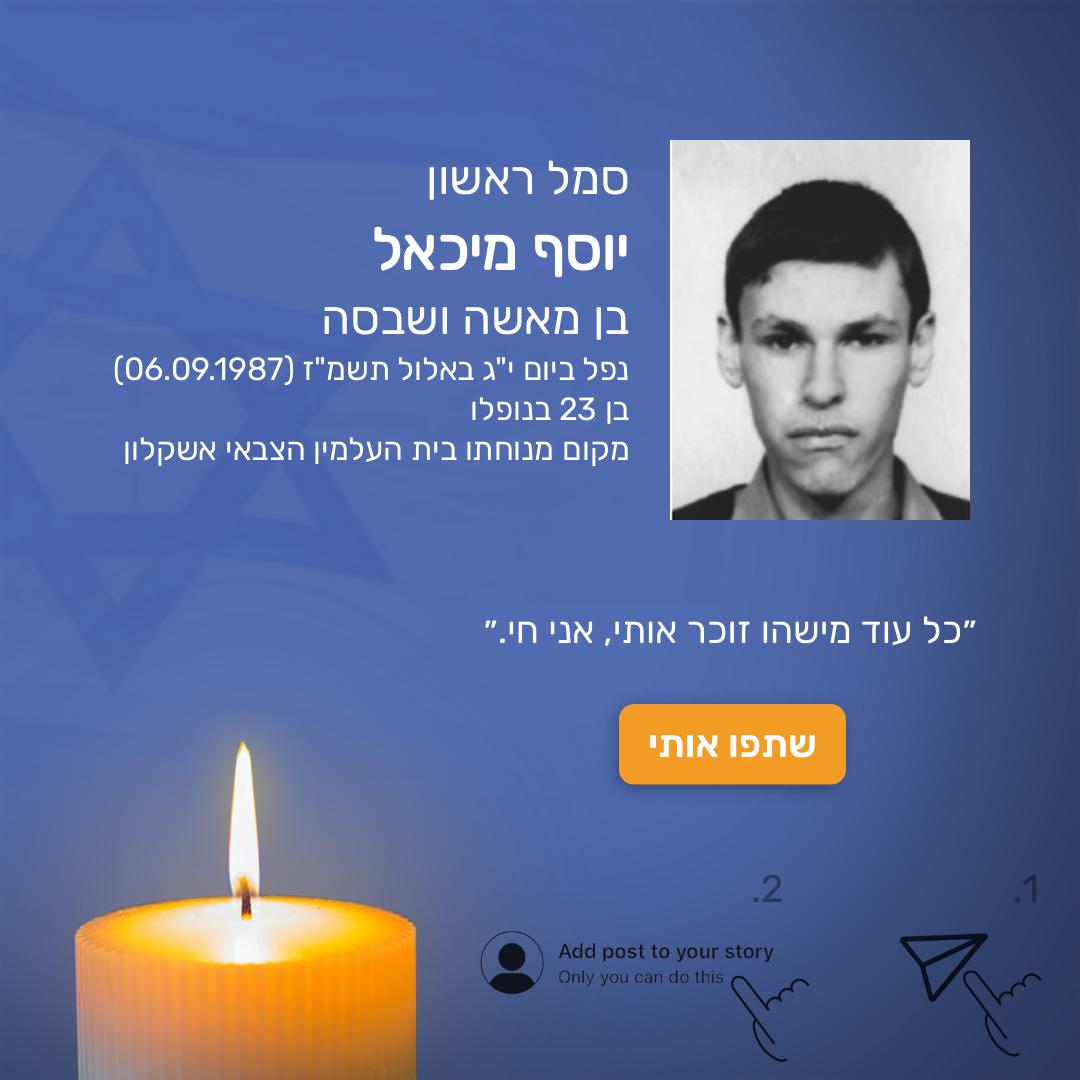 סמל ראשון
יוסף מיכאל
בן מאשה ושבסה
נפל ביום י"ג באלול תשמ"ז (06.09.1987)
בן 23 בנופלו
מקום מנוחתו בית העלמין הצבאי אשקלון
״כל עוד מישהו זוכר אותי, אני חי.״
שתפו אותי
.1
.2
Add post to your story
Only you can do this